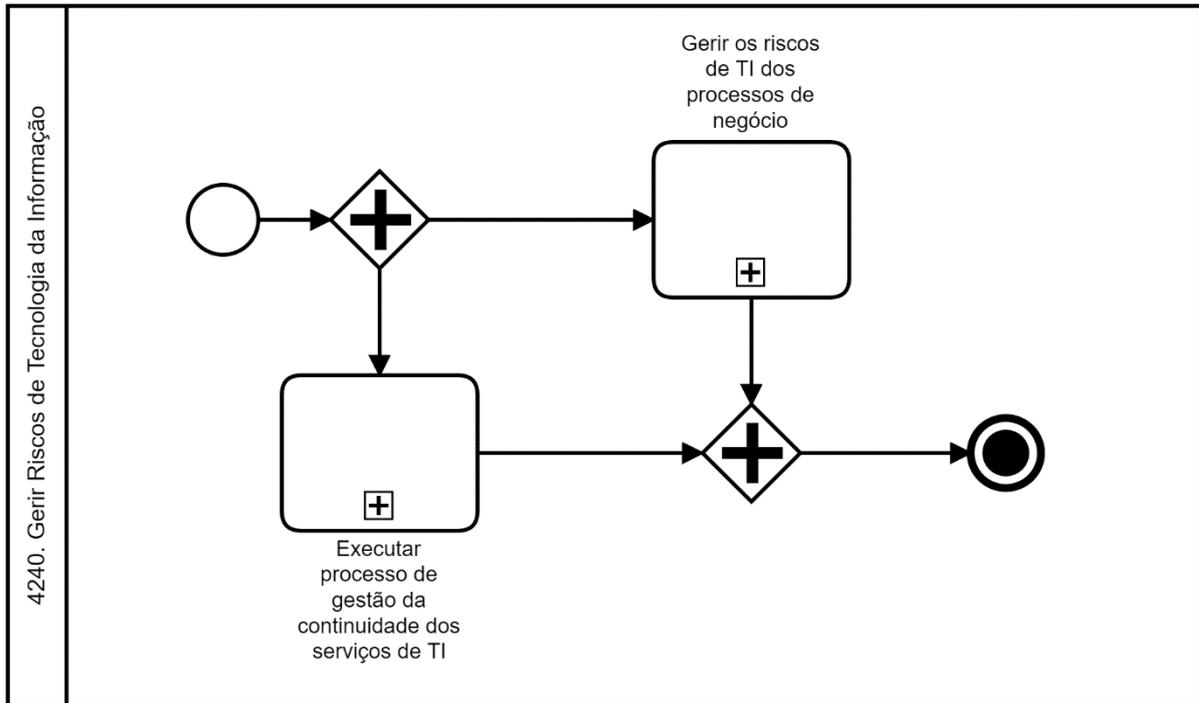 4240. Gerir Riscos de Tecnologia da Informação
Gerir os riscos
de TI dos
processos de
negócio
Executar
processo de
gestão da
continuidade dos
serviços de TI